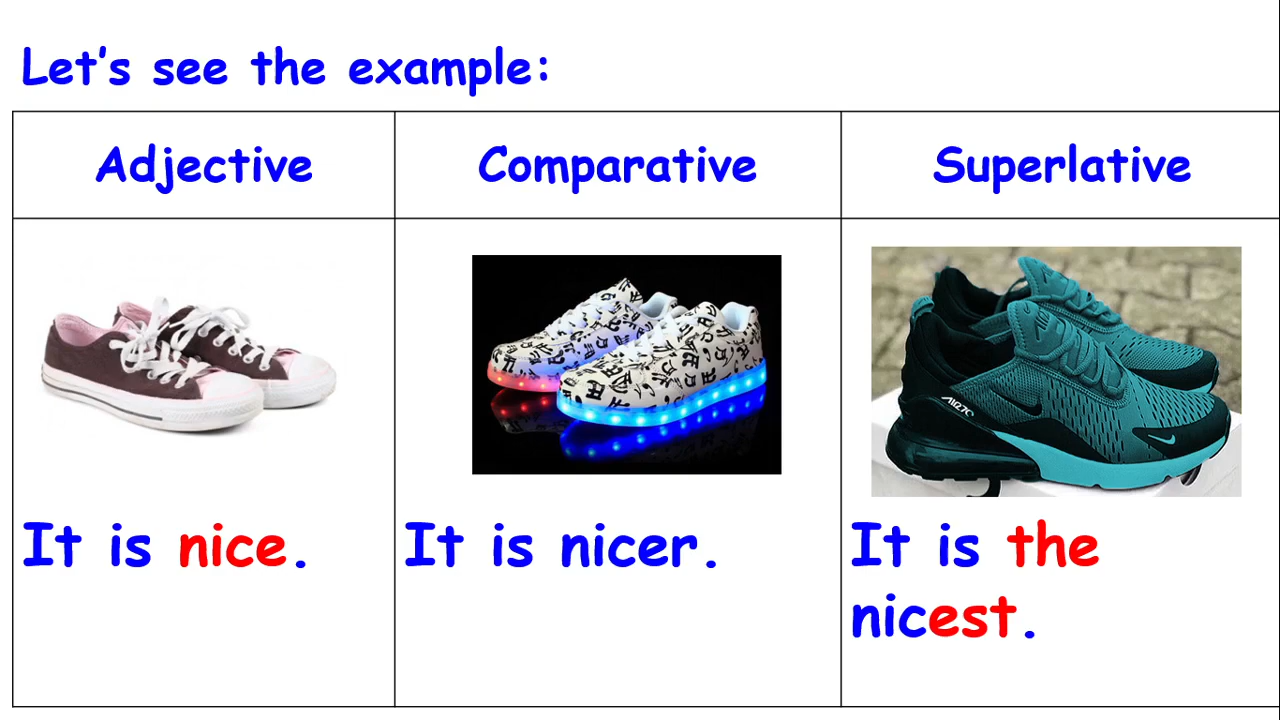 Let's see the example:
Adjective
Comparative
Superlative
It is nice.
It is nicer.
It is the
nicest.